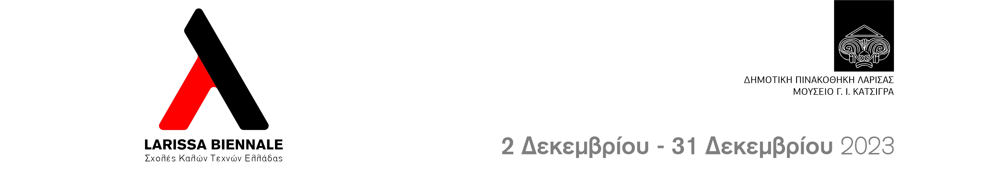 LARISSA BIENNALE
Σχολές Καλών Τεχνών Ελλάδας
ΔΗΜΟΤΙΚΗ ΠΙΝΑΚΟΘΗΚΗ ΛΑΡΙΣΑΣ
ΜΟΥΣΕΙΟ Γ. Ι. ΚΑΤΣΙΓΡΑ
2 Δεκεμβρίου - 31 Δεκεμβρίου 2023